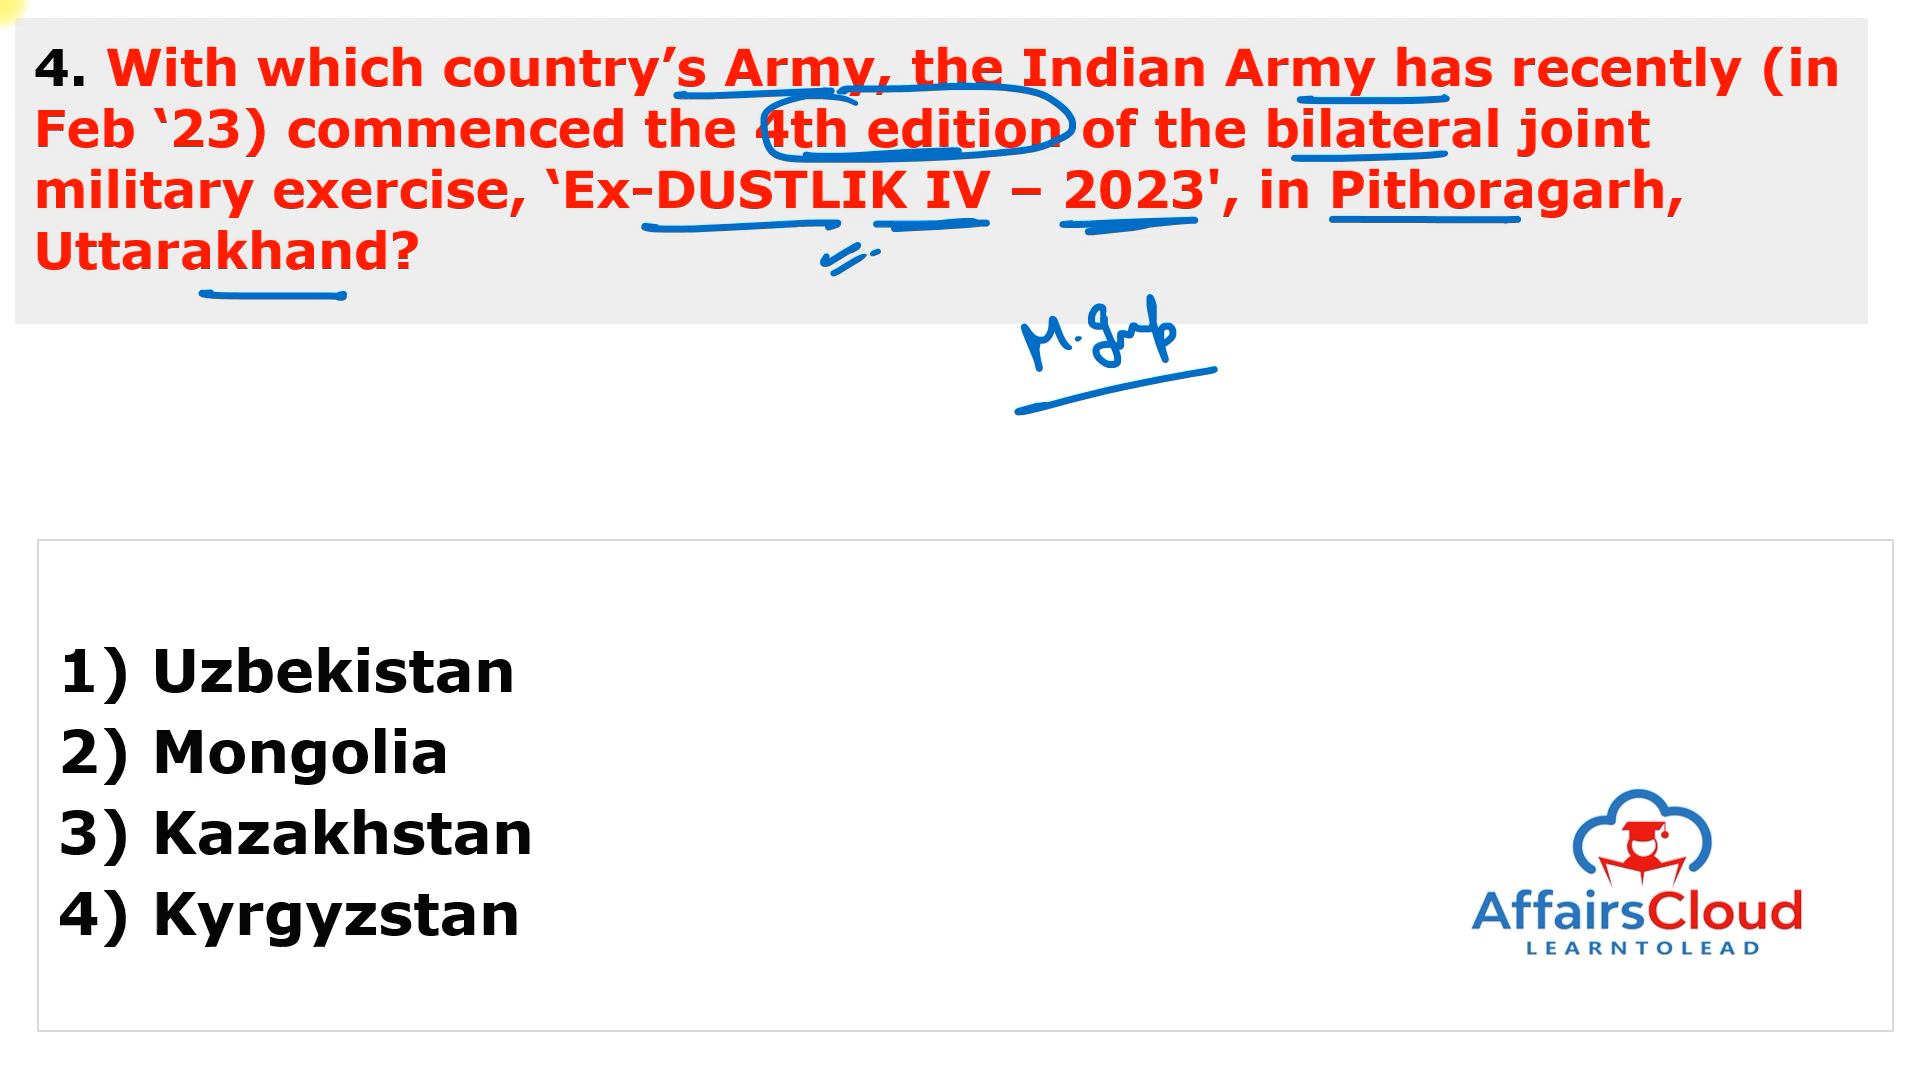 4. With which country’s Army, the Indian Army has recently (in
Feb ‛23) commenced the 4th edition of the bilateral joint
military exercise, ‛Ex-DUSTLIK IV – 2023', in Pithoragarh,
Uttarakhand?
M. Imp
1) Uzbekistan
2) Mongolia
3) Kazakhstan
4) Kyrgyzstan
AffairsCloud
LEARNTOLEAD